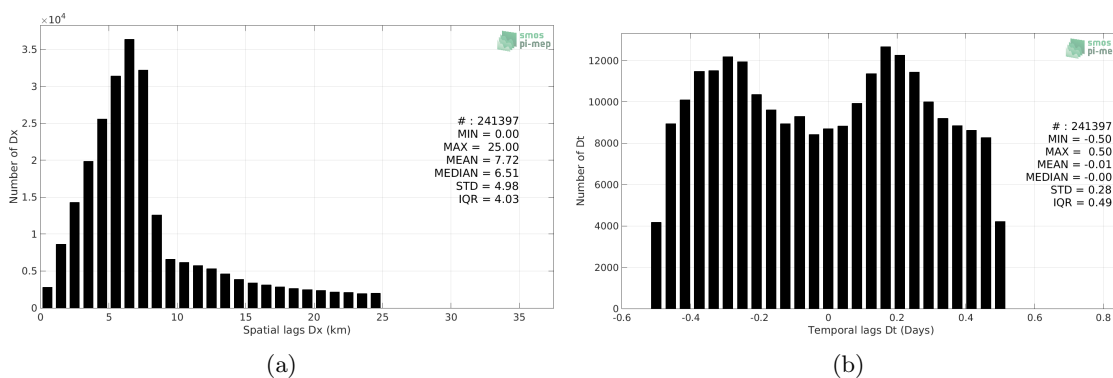 ×10⁴
3.5
3
2.5
2
1.5
1
0.5
0
Number of Dx
0 5 10 15 20 25 30 35
Spatial lags Dx (km)
smos
pi-mep
# : 241397
MIN = 0.00
MAX = 25.00
MEAN = 7.72
MEDIAN = 6.51
STD = 4.98
IQR = 4.03
(a)
12000
10000
8000
6000
4000
2000
0
Number of Dt
-0.6 -0.4 -0.2 0 0.2 0.4 0.6 0.8
Temporal lags Dt (Days)
smos
pi-me
# : 241397
MIN = -0.50
MAX = 0.50
MEAN = -0.01
MEDIAN = -0.00
STD = 0.28
IQR = 0.49
(b)